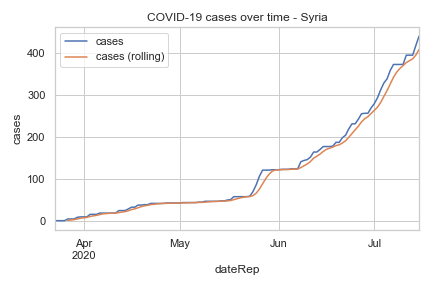 COVID-19 cases over time - Syria
cases
cases (rolling)
400
300
200
100
0
cases
Apr
2020
May
Jun
Jul
dateRep